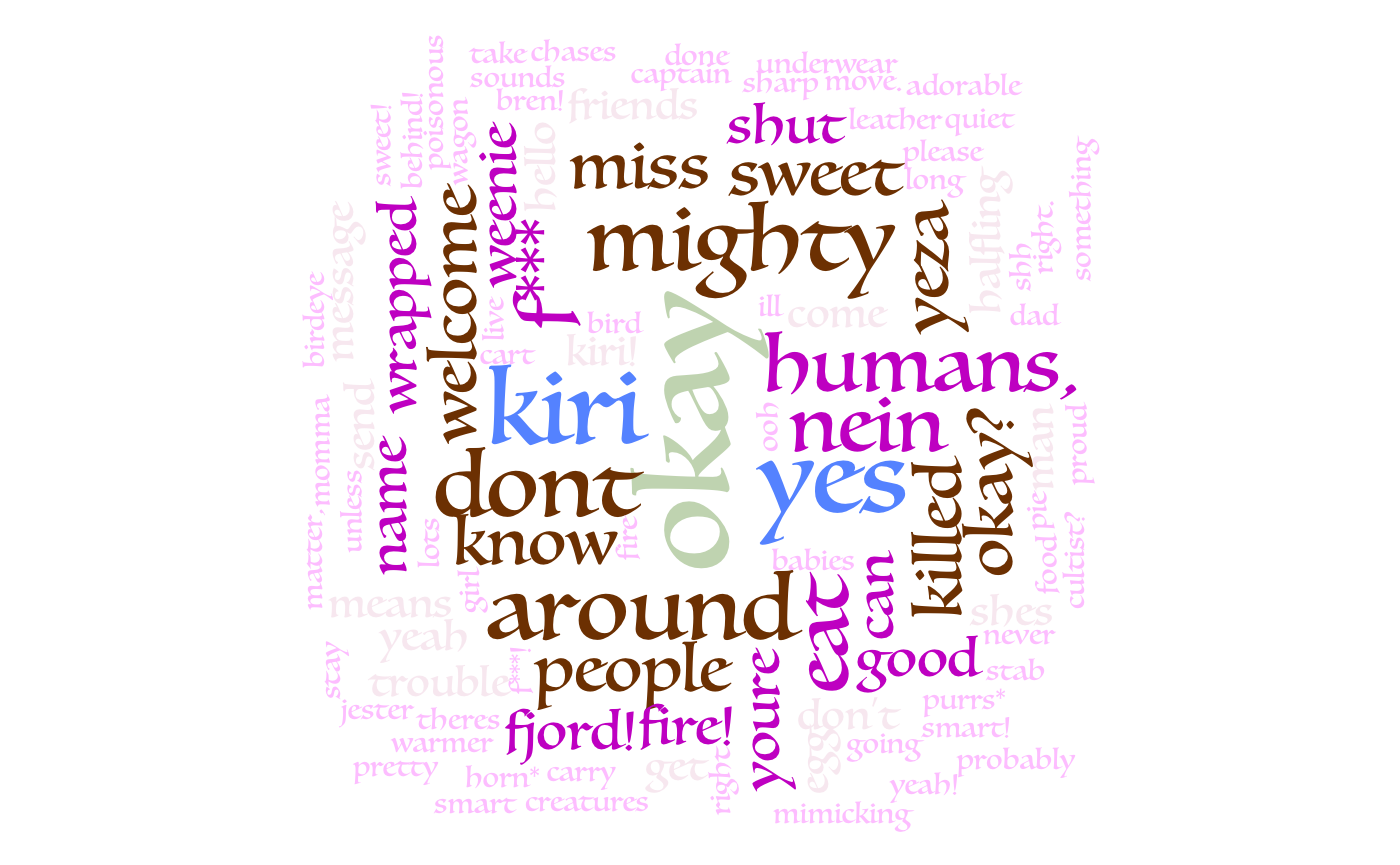 take chases
done
underwear
poisonous
sounds
captain
sharp move. adorable
bren!
friends
sweet!
behind!
wagon
hello
shut
leather quiet
weenie
miss
sweet
please
long
something
halfling
mighty
f***
yeza
shh
right.
message
wrapped
welcome
birdeye
live
bird
ill
come
dad
cart
kiri!
okay
humans,
kiri
send
momma
name
ooh
nein
man
proud
okay?
yes
killed
dont
unless
pie
know
fire
lots
matter,
food
cultist?
babies
girl
around
eat
can
means
shes
yeah
never
people
good
stab
stay
trouble
f***!
youre
purrs*
jester
theres
fjord!
fire!
don't
smart!
warmer
egg
going
pretty
horn*
carry
get
right
probably
yeah!
smart
creatures
mimicking